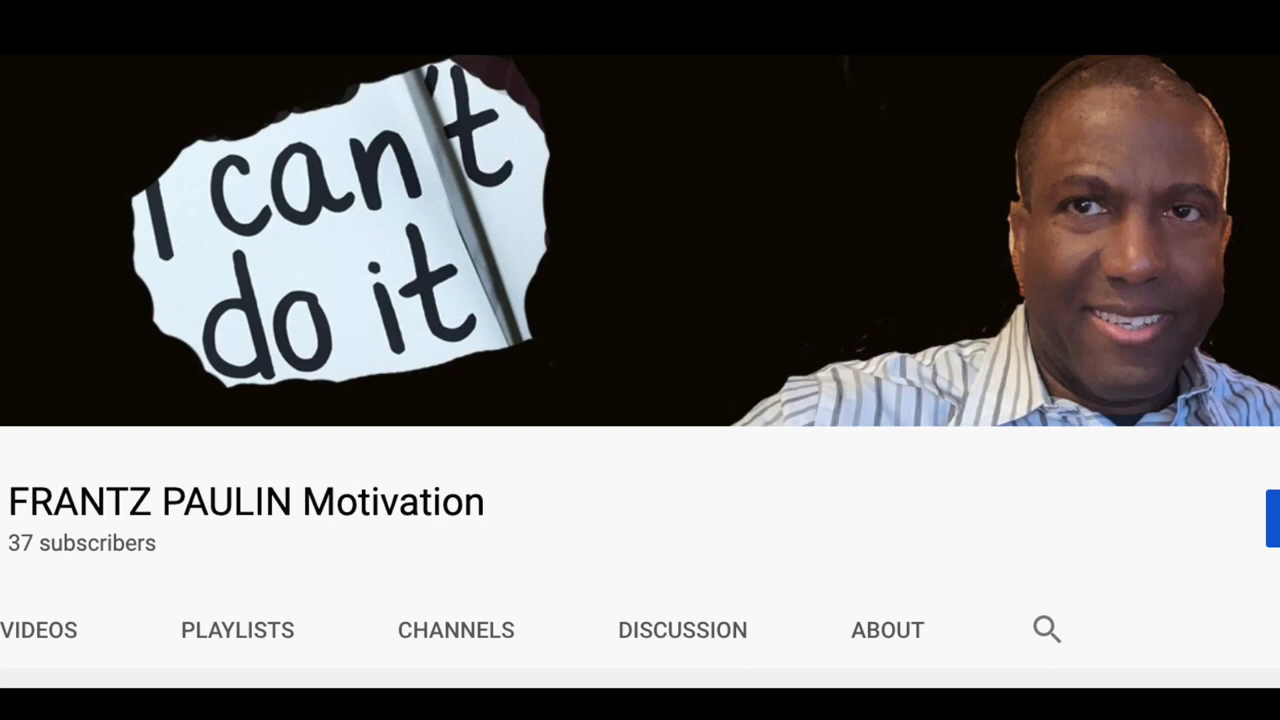 I can't
do it
FRANTZ PAULIN Motivation
37 subscribers
VIDEOS PLAYLISTS CHANNELS DISCUSSION ABOUT